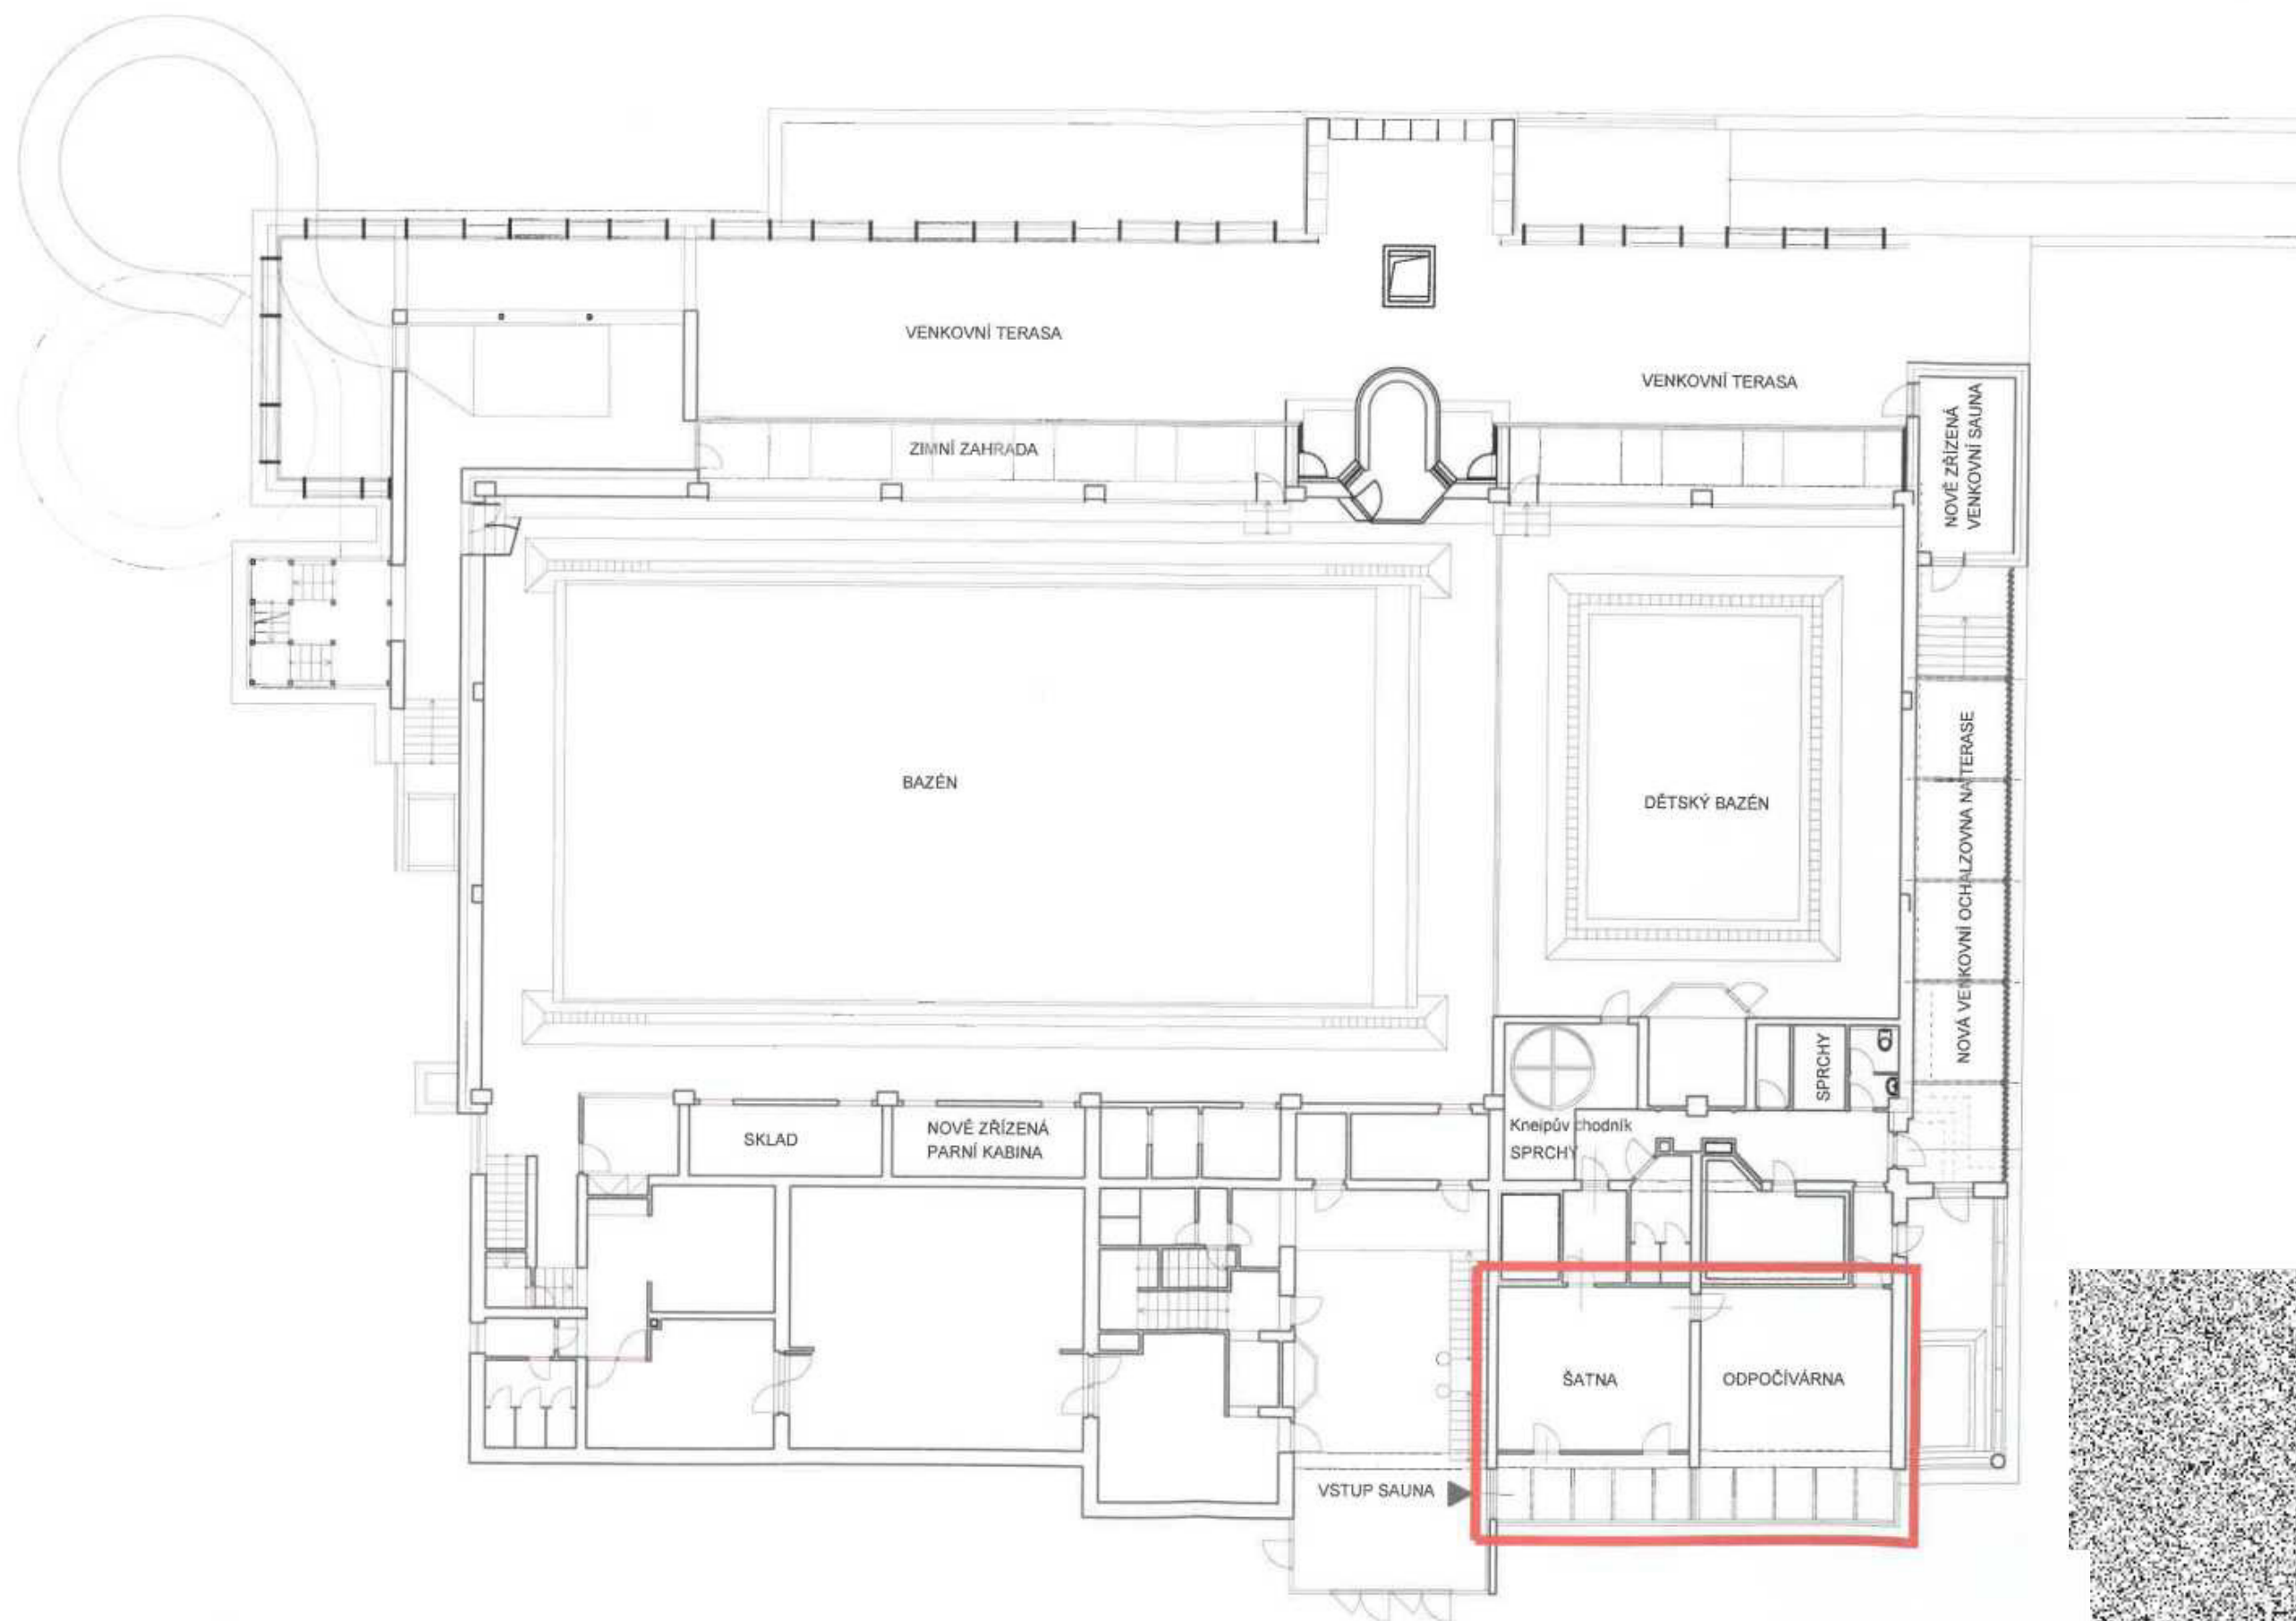 VENKOVNÍ TERASA
VENKOVNÍ TERASA
NOVĚ ZŘÍZENÁ
VENKOVNÍ SAUNA
ZIMNÍ ZAHRADA
BAZÉN
DĚTSKÝ BAZÉN
NOVÁ VENKOVNÍ OCHALZOVNA NA TERASE
SPRCHY
SKLAD
NOVĚ ZŘÍZENÁ
PARNÍ KABINA
Kneipův chodník
SPRCHY
ŠATNA
ODPOČÍVÁRNA
VSTUP SAUNA